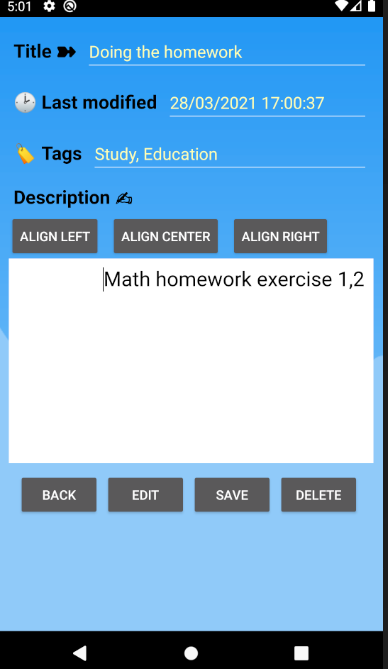 5:01
Title ➽ Doing the homework
🕑 Last modified 28/03/2021 17:00:37
🏷️ Tags Study, Education
Description ✍
ALIGN LEFT ALIGN CENTER ALIGN RIGHT
Math homework exercise 1,2
BACK EDIT SAVE DELETE